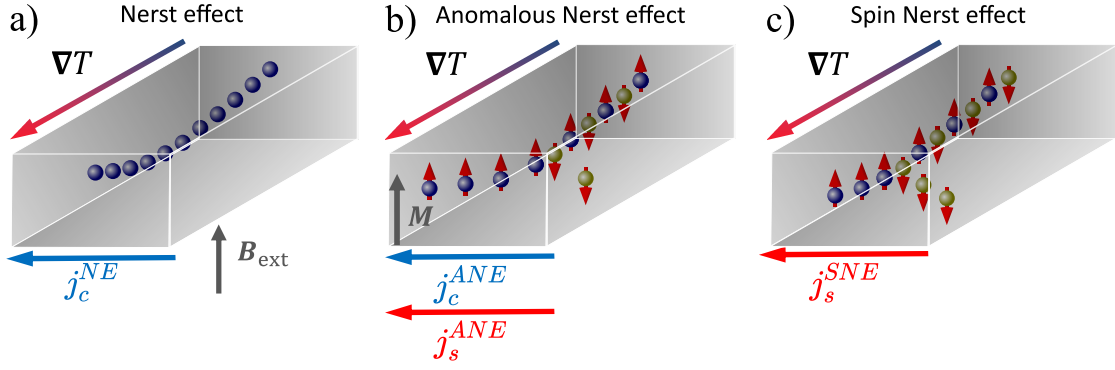 a)
Nerst effect
∇T
B_ext
j_c^{NE}
b)
Anomalous Nerst effect
∇T
M
j_c^{ANE}
j_s^{ANE}
c)
Spin Nerst effect
∇T
j_s^{SNE}